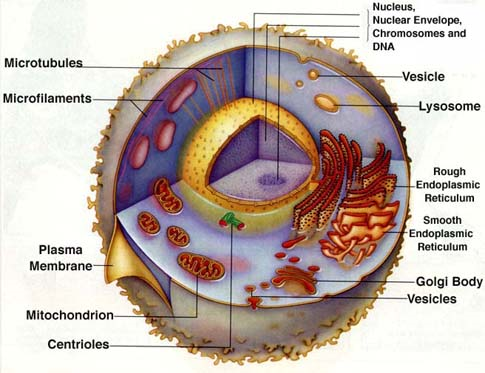 Nucleus,
Nuclear Envelope,
Chromosomes and
DNA
Microtubules
Microfilaments
Vesicle
Lysosome
Rough
Endoplasmic
Reticulum
Smooth
Endoplasmic
Reticulum
Plasma
Membrane
Golgi Body
Vesicles
Mitochondrion
Centrioles